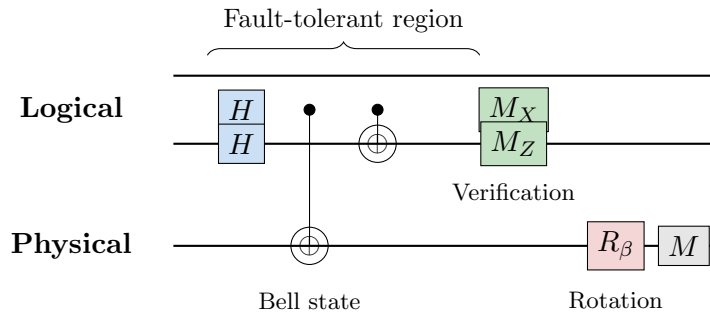 Fault-tolerant region
Logical
H
M_X
H
M_Z
Verification
Physical
R_β
M
Bell state
Rotation